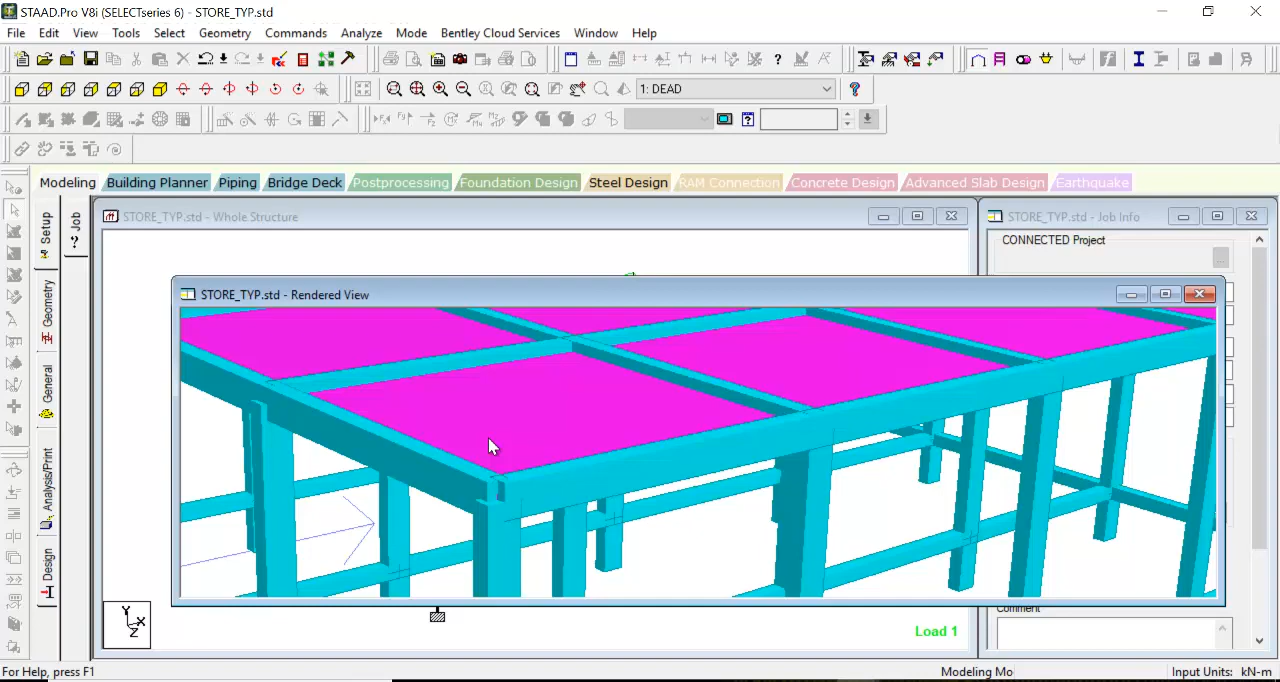 STAAD.Pro V8i (SELECTseries 6) - STORE_TYP.std
File Edit View Tools Select Geometry Commands Analyze Mode Bentley Cloud Services Window Help
1: DEAD
Modeling Building Planner Piping Bridge Deck Postprocessing Foundation Design Steel Design RAM Connection Concrete Design Advanced Slab Design Earthquake
Setup
Geometry
General
Analysis/Print
Design
Job
STORE_TYP.std - Whole Structure
STORE_TYP.std - Job Info
CONNECTED Project
STORE_TYP.std - Rendered View
Y
X
Z
Load 1
Comment
For Help, press F1
Modeling Mo
Input Units: kN-m